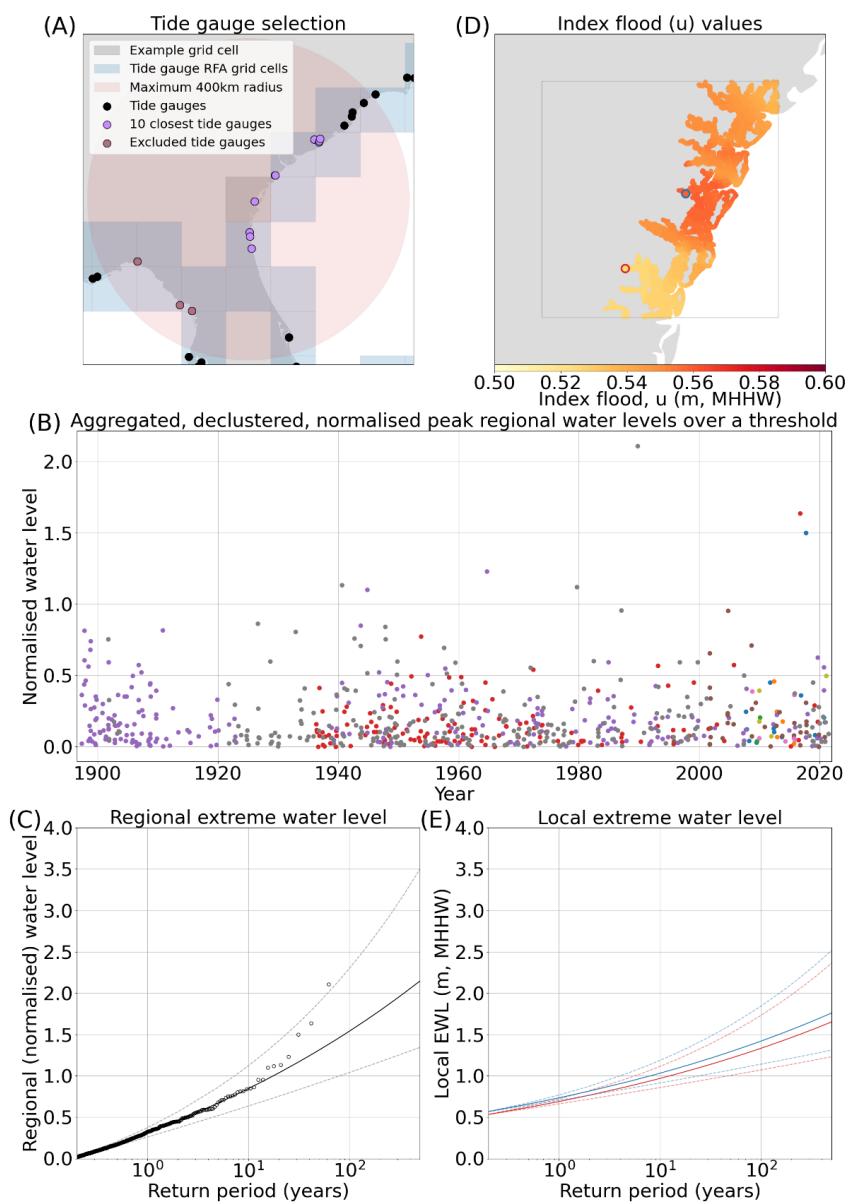 (A)
Tide gauge selection
Example grid cell
Tide gauge RFA grid cells
Maximum 400km radius
Tide gauges
10 closest tide gauges
Excluded tide gauges
(D)
Index flood (u) values
0.50 0.52 0.54 0.56 0.58 0.60
Index flood, u (m, MHHW)
(B) Aggregated, declustered, normalised peak regional water levels over a threshold
Normalised water level
2.0
1.5
1.0
0.5
0.0
1900 1920 1940 1960 1980 2000 2020
Year
(C) Regional extreme water level
Regional (normalised) water level
4.0
3.5
3.0
2.5
2.0
1.5
1.0
0.5
0.0
10⁰ 10¹ 10²
Return period (years)
(E) Local extreme water level
Local EWL (m, MHHW)
4.0
3.5
3.0
2.5
2.0
1.5
1.0
0.5
0.0
10⁰ 10¹ 10²
Return period (years)